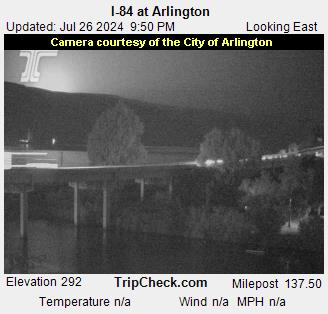 I-84 at Arlington
Updated: Jul 26 2024 9:50 PM Looking East
Camera courtesy of the City of Arlington
Elevation 292 TripCheck.com Milepost 137.50
Temperature n/a Wind n/a MPH n/a